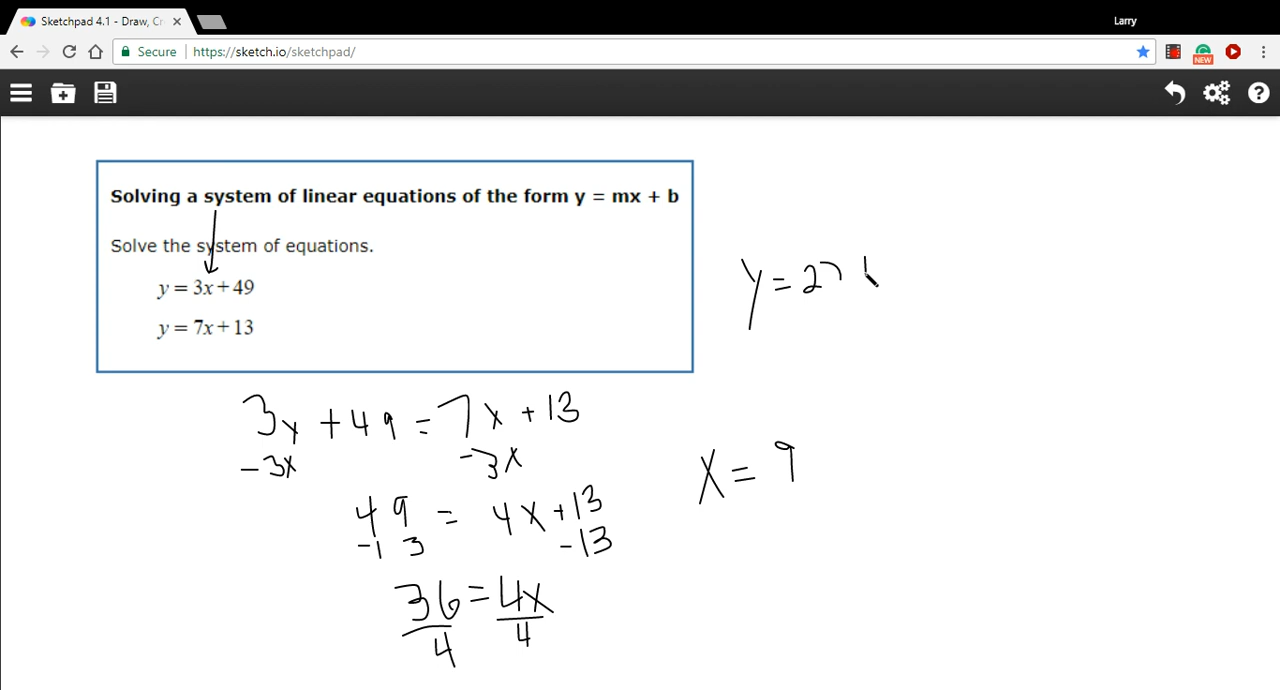 Sketchpad 4.1 - Draw, Cr
Larry
Secure https://sketch.io/sketchpad/
NEW
Solving a system of linear equations of the form y = mx + b
Solve the system of equations.
y = 3x + 49
y = 7x + 13
y = 27
3x + 49 = 7x + 13
-3x -3x
49 = 4x + 13
-13 -13
36 = 4x
4 4
x = 9